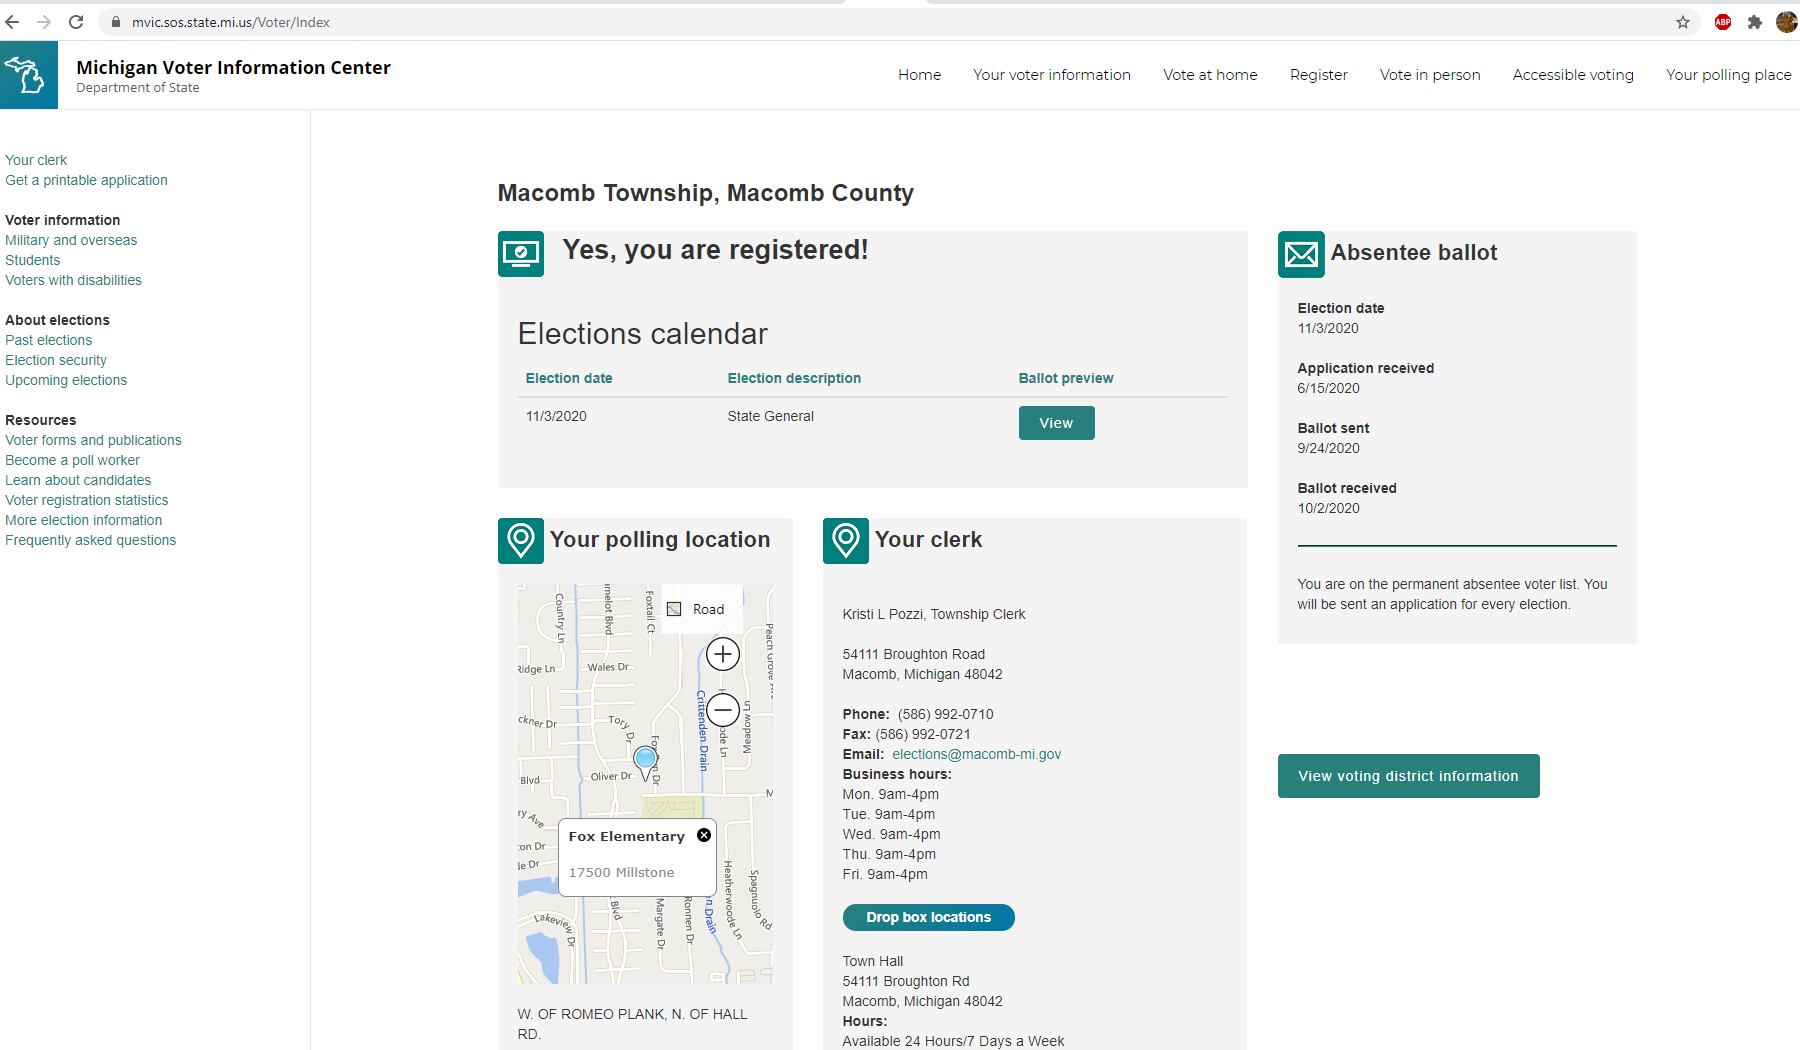 mvic.sos.state.mi.us/Voter/Index
ABP
Michigan Voter Information Center
Department of State
Home
Your voter information
Vote at home
Register
Vote in person
Accessible voting
Your polling place
Your clerk
Get a printable application
Voter information
Military and overseas
Students
Voters with disabilities
About elections
Past elections
Election security
Upcoming elections
Resources
Voter forms and publications
Become a poll worker
Learn about candidates
Voter registration statistics
More election information
Frequently asked questions
Macomb Township, Macomb County
Yes, you are registered!
Elections calendar
Election date Election description Ballot preview
11/3/2020 State General View
Absentee ballot
Election date
11/3/2020
Application received
6/15/2020
Ballot sent
9/24/2020
Ballot received
10/2/2020
You are on the permanent absentee voter list. You
will be sent an application for every election.
View voting district information
Your polling location
Road
Country Ln
Foxtail Ct
Ridge Ln
Wales Dr
Tory Dr
Crittenden Drain
Meadow Ln
Oliver Dr
Blvd
Fox Elementary
17500 Millstone
Lakeview Dr
Blvd
Margate Dr
Ronnen Dr
Heatherwoode Ln
Spagnuolo Rd
W. OF ROMEO PLANK, N. OF HALL
RD.
Your clerk
Kristi L Pozzi, Township Clerk
54111 Broughton Road
Macomb, Michigan 48042
Phone: (586) 992-0710
Fax: (586) 992-0721
Email: elections@macomb-mi.gov
Business hours:
Mon. 9am-4pm
Tue. 9am-4pm
Wed. 9am-4pm
Thu. 9am-4pm
Fri. 9am-4pm
Drop box locations
Town Hall
54111 Broughton Rd
Macomb, Michigan 48042
Hours:
Available 24 Hours/7 Days a Week